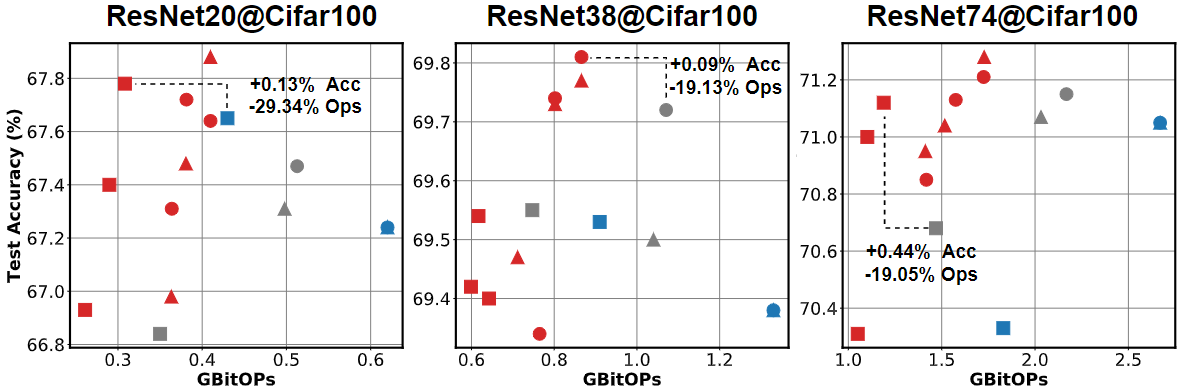 ResNet20@Cifar100
Test Accuracy (%)
67.8
67.6
67.4
67.2
67.0
66.8
+0.13% Acc
-29.34% Ops
0.3 0.4 0.5 0.6
GBitOPs
ResNet38@Cifar100
69.8
69.7
69.6
69.5
69.4
+0.09% Acc
-19.13% Ops
0.6 0.8 1.0 1.2
GBitOPs
ResNet74@Cifar100
71.2
71.0
70.8
70.6
70.4
+0.44% Acc
-19.05% Ops
1.0 1.5 2.0 2.5
GBitOPs